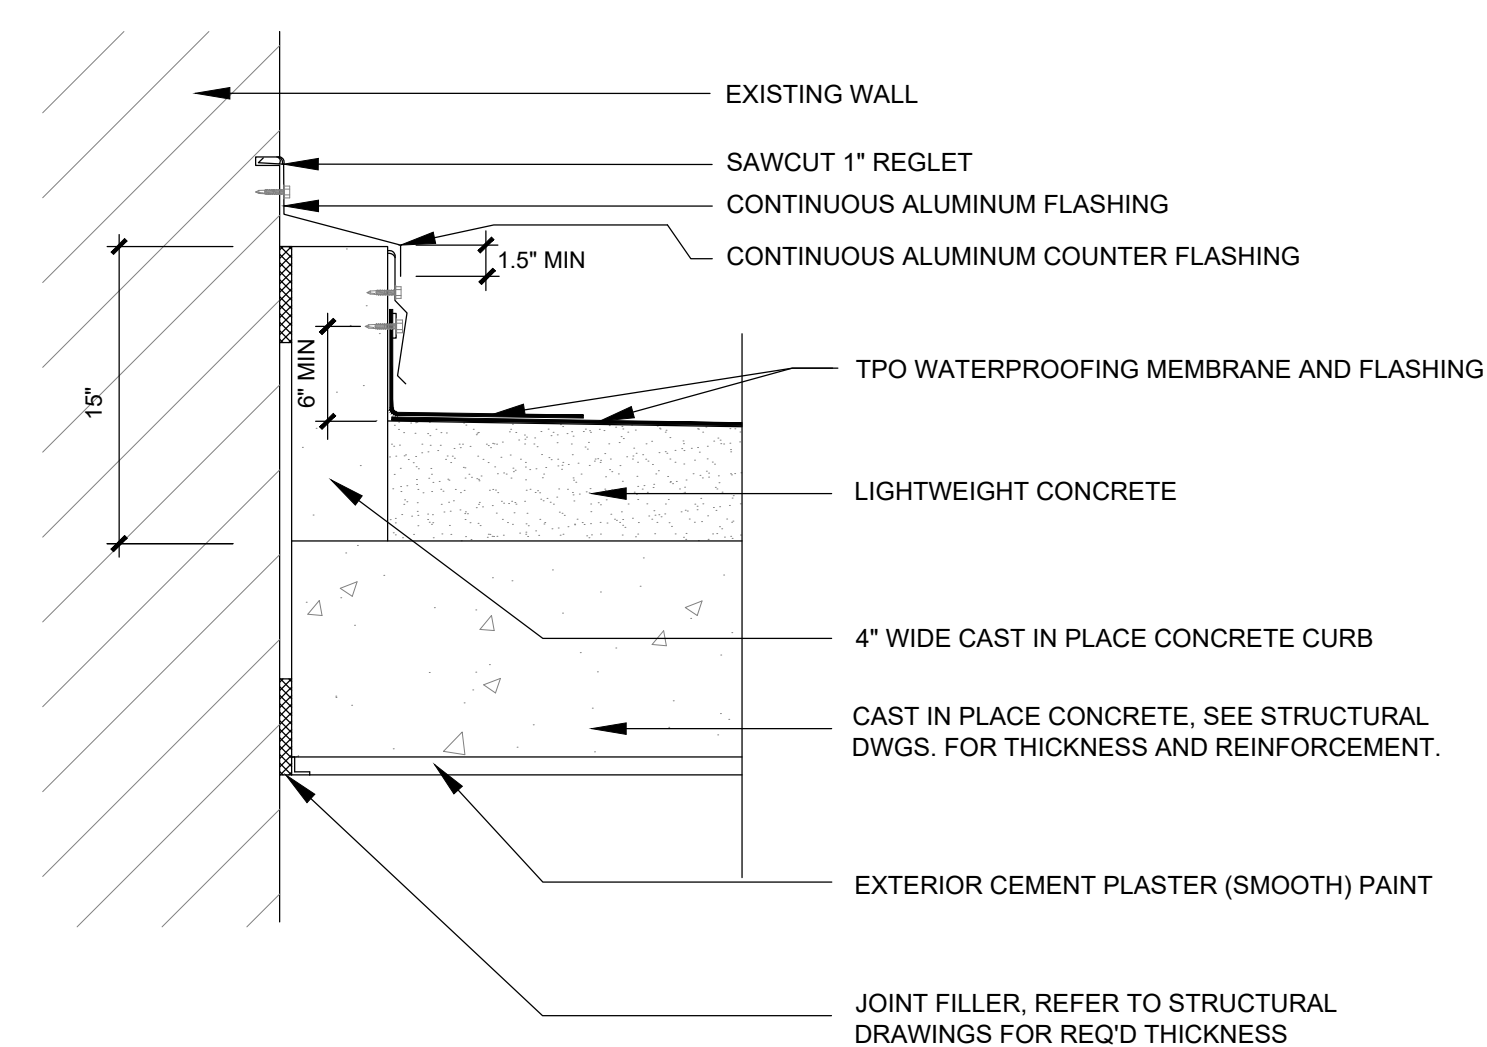 EXISTING WALL
SAWCUT 1" REGLET
CONTINUOUS ALUMINUM FLASHING
CONTINUOUS ALUMINUM COUNTER FLASHING
1.5" MIN
6" MIN
15"
TPO WATERPROOFING MEMBRANE AND FLASHING
LIGHTWEIGHT CONCRETE
4" WIDE CAST IN PLACE CONCRETE CURB
CAST IN PLACE CONCRETE, SEE STRUCTURAL
DWGS. FOR THICKNESS AND REINFORCEMENT.
EXTERIOR CEMENT PLASTER (SMOOTH) PAINT
JOINT FILLER, REFER TO STRUCTURAL
DRAWINGS FOR REQ'D THICKNESS